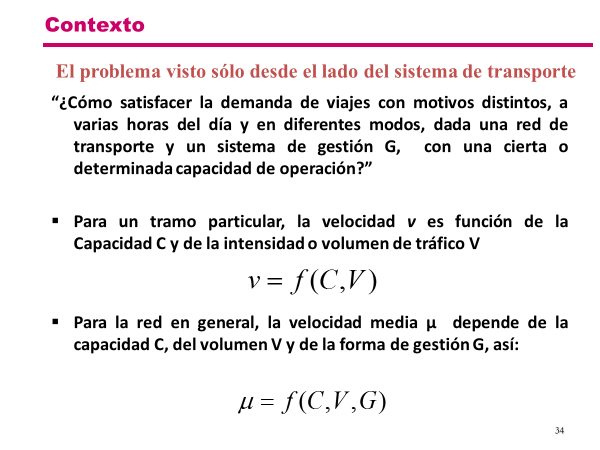 Contexto
El problema visto sólo desde el lado del sistema de transporte
“¿Cómo satisfacer la demanda de viajes con motivos distintos, a
varias horas del día y en diferentes modos, dada una red de
transporte y un sistema de gestión G, con una cierta o
determinada capacidad de operación?”
▪ Para un tramo particular, la velocidad v es función de la
Capacidad C y de la intensidad o volumen de tráfico V
v = f(C,V)
▪ Para la red en general, la velocidad media μ depende de la
capacidad C, del volumen V y de la forma de gestión G, así:
μ = f(C,V,G)
34